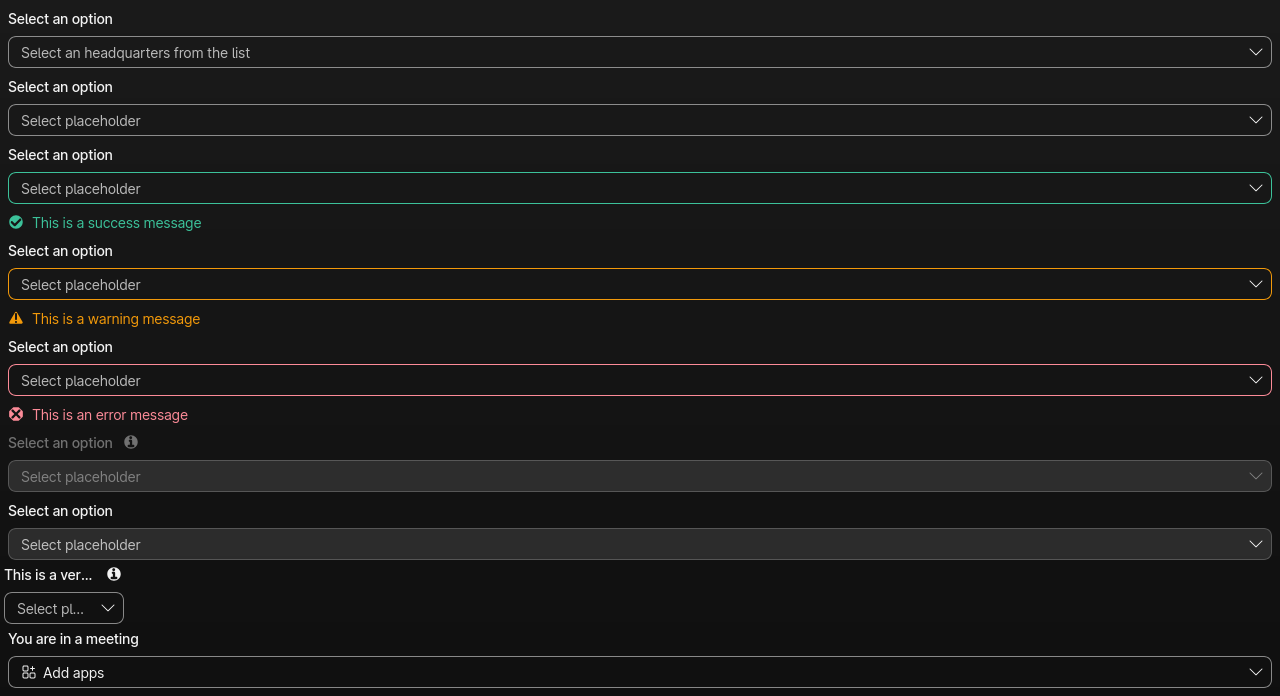 Select an option
Select an headquarters from the list
Select an option
Select placeholder
Select an option
Select placeholder
This is a success message
Select an option
Select placeholder
This is a warning message
Select an option
Select placeholder
This is an error message
Select an option
Select placeholder
Select an option
Select placeholder
This is a ver...
Select pl...
You are in a meeting
Add apps